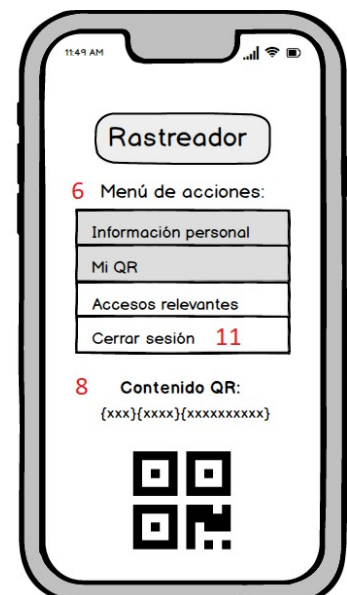 11:49 AM
Rastreador
6 Menú de acciones:
Información personal
Mi QR
Accesos relevantes
Cerrar sesión 11
8 Contenido QR:
{xxx}{xxxx}{xxxxxxxxxx}